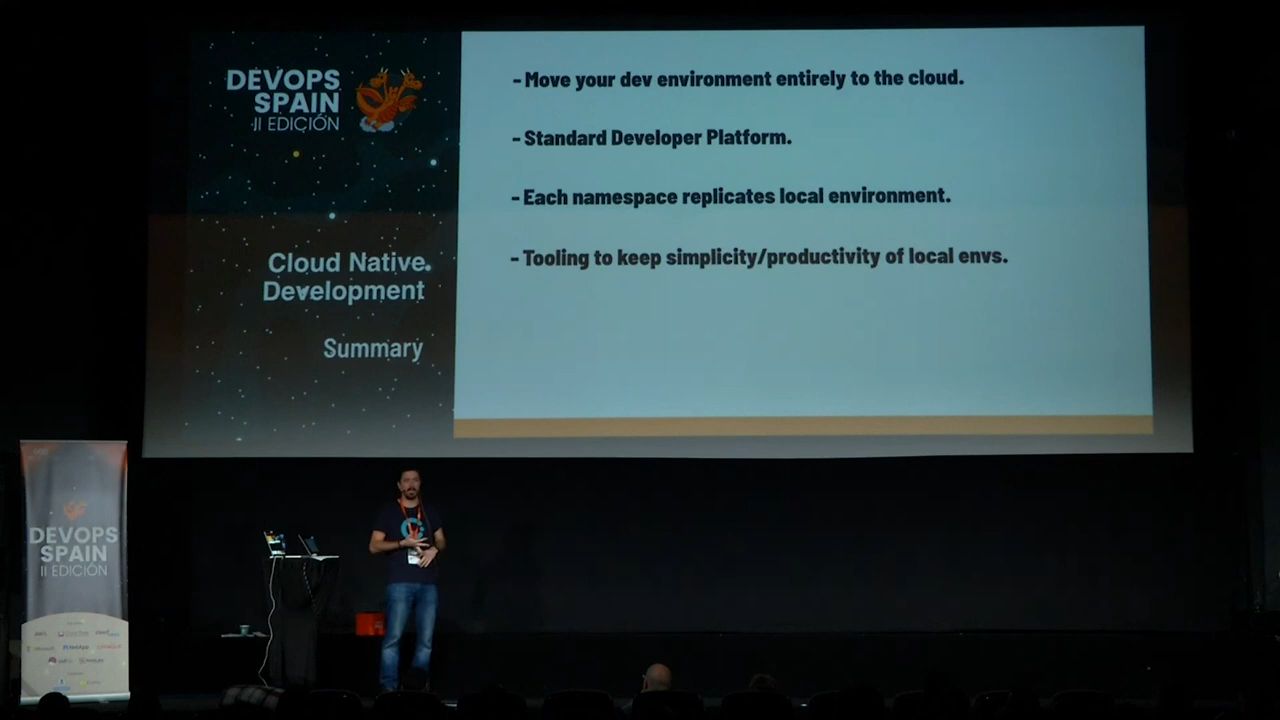 DEVOPS
SPAIN
II EDICIÓN
Cloud Native
Development
Summary
- Move your dev environment entirely to the cloud.
- Standard Developer Platform.
- Each namespace replicates local environment.
- Tooling to keep simplicity/productivity of local envs.
DEVOPS
SPAIN
II EDICIÓN